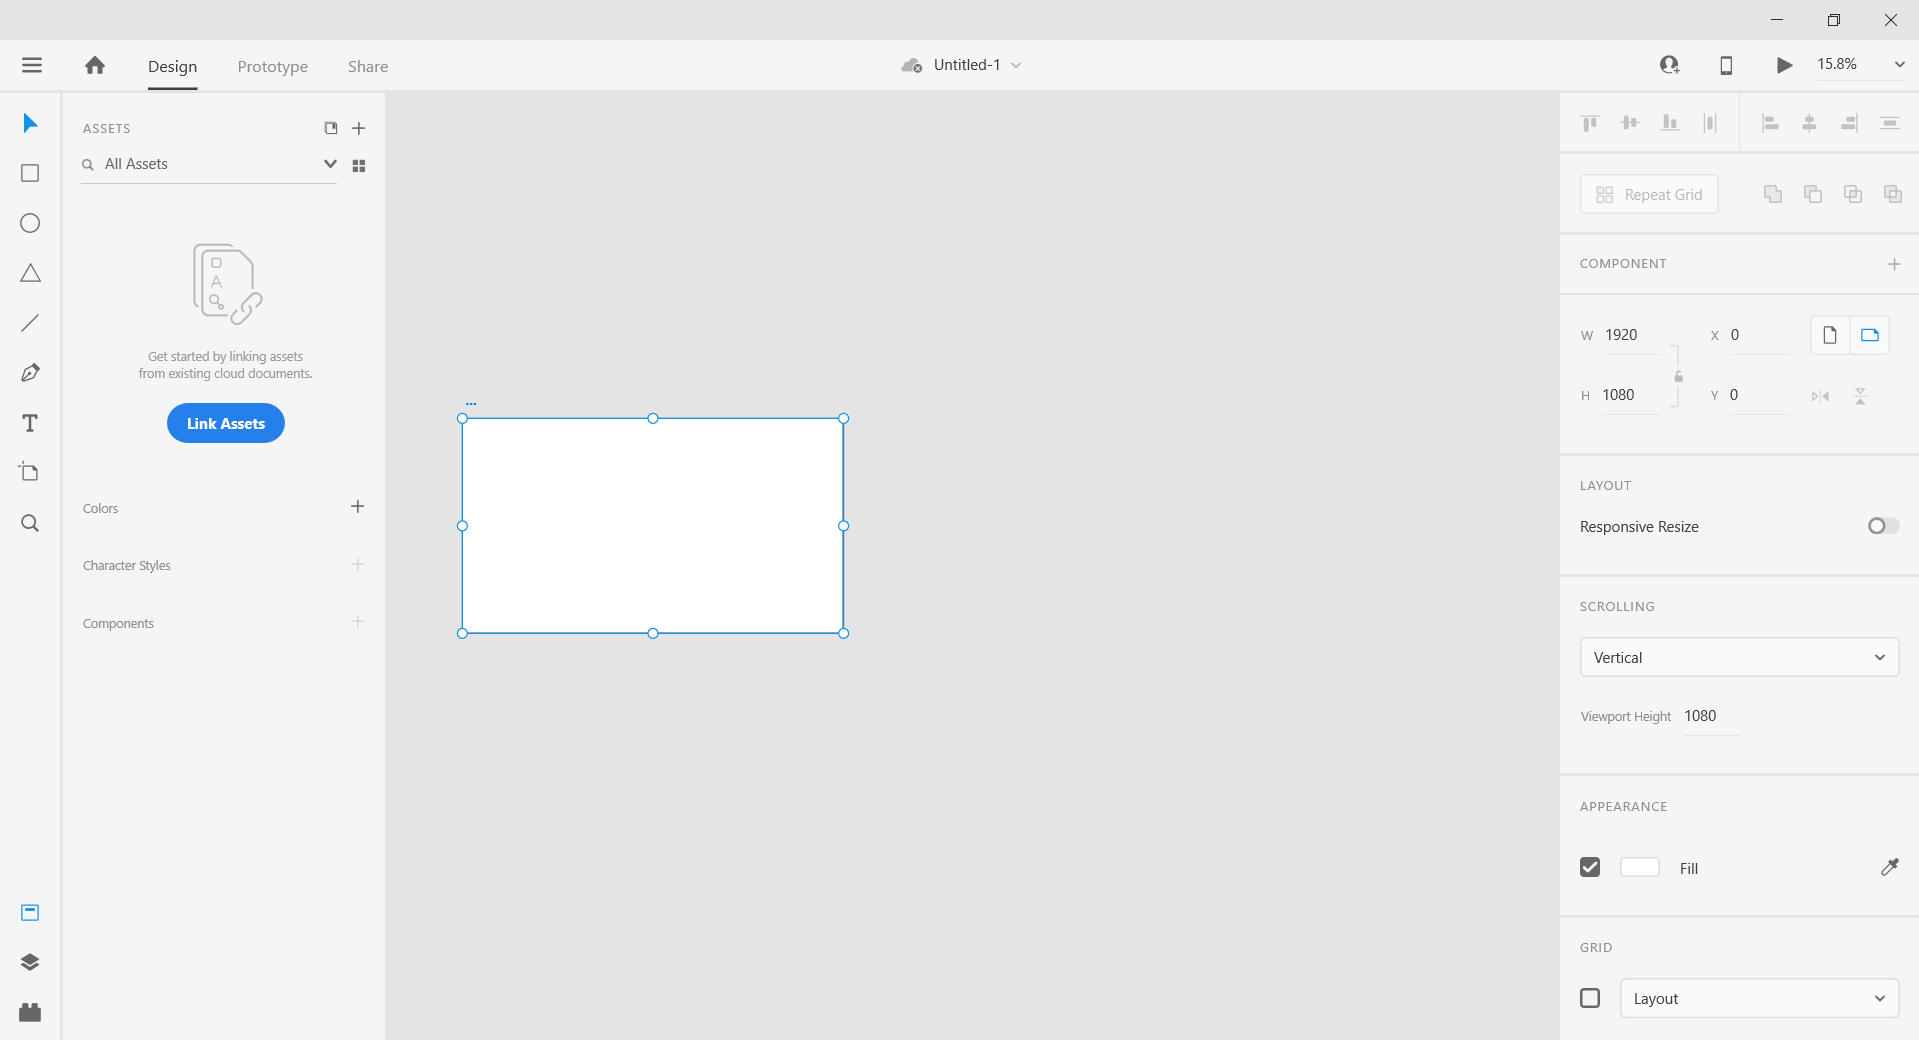 Design
Prototype
Share
Untitled-1
15.8%
ASSETS
All Assets
A
Get started by linking assets
from existing cloud documents.
Link Assets
Colors
Character Styles
Components
...
Repeat Grid
COMPONENT
W 1920
X 0
H 1080
Y 0
LAYOUT
Responsive Resize
SCROLLING
Vertical
Viewport Height 1080
APPEARANCE
Fill
GRID
Layout